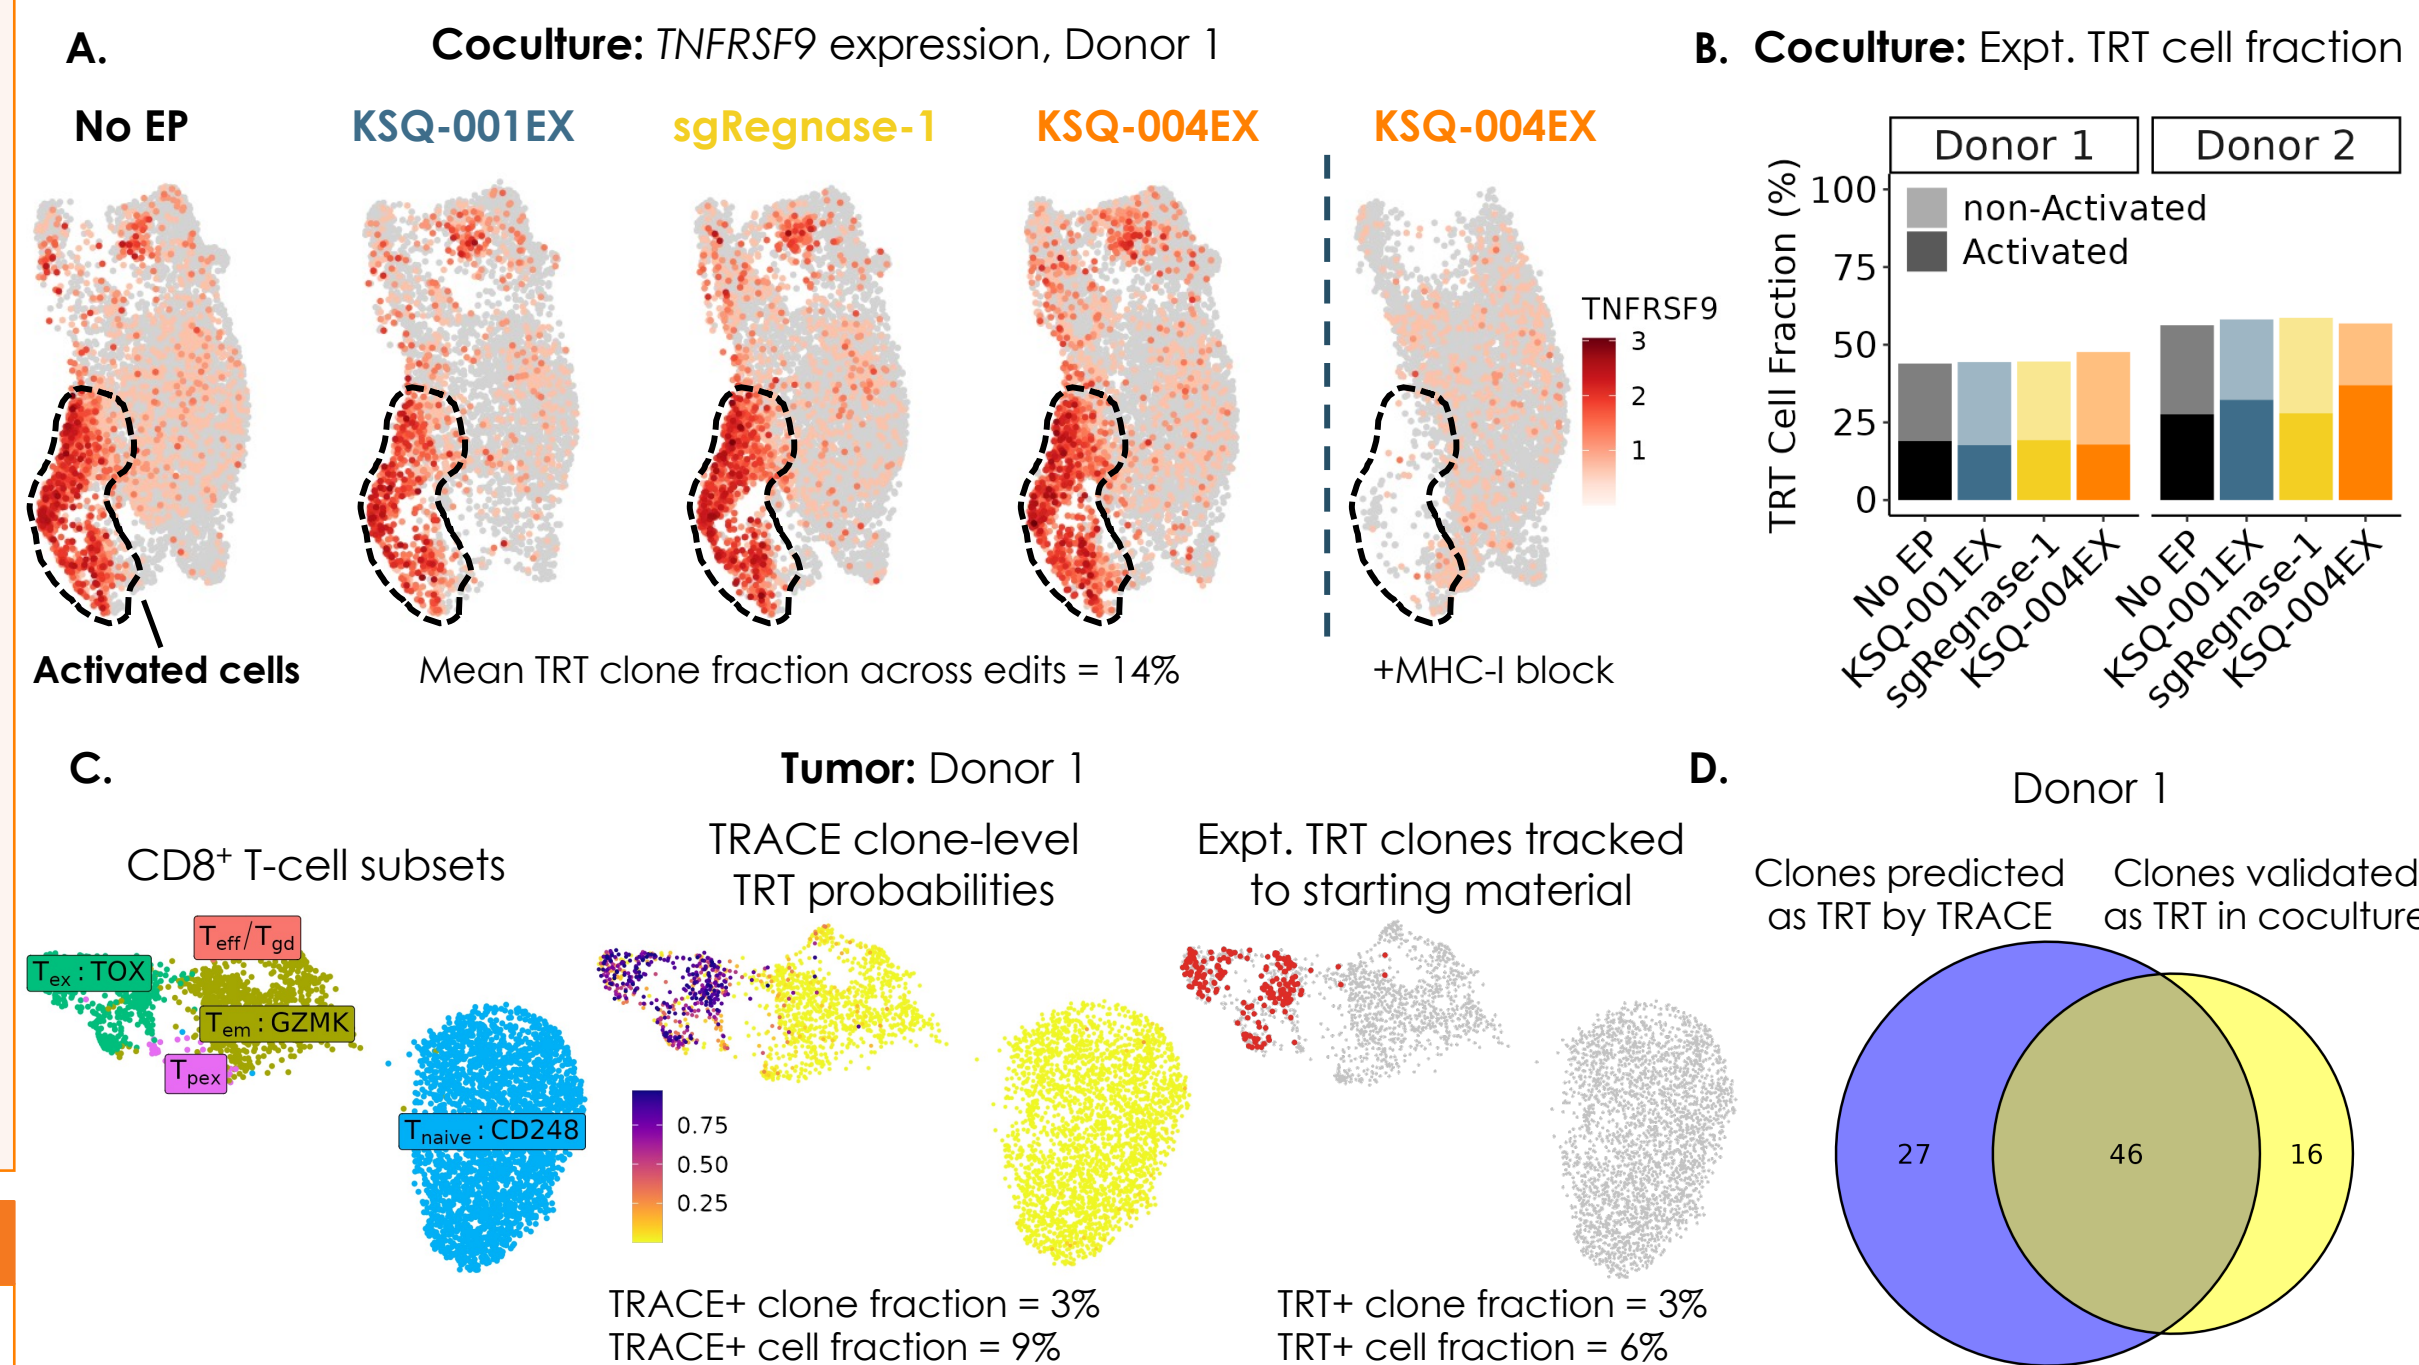 A.
Coculture: TNFRSF9 expression, Donor 1
No EP
KSQ-001EX
sgRegnase-1
KSQ-004EX
KSQ-004EX
TNFRSF9
3
2
1
Activated cells
Mean TRT clone fraction across edits = 14%
+MHC-I block
B. Coculture: Expt. TRT cell fraction
Donor 1
Donor 2
TRT Cell Fraction (%)
100
75
50
25
0
non-Activated
Activated
No EP
KSQ-001EX
sgRegnase-1
KSQ-004EX
No EP
KSQ-001EX
sgRegnase-1
KSQ-004EX
C.
Tumor: Donor 1
CD8+ T-cell subsets
Teff/Tgd
Tex : TOX
Tem : GZMK
Tpex
Tnaive : CD248
TRACE clone-level
TRT probabilities
0.75
0.50
0.25
TRACE+ clone fraction = 3%
TRACE+ cell fraction = 9%
Expt. TRT clones tracked
to starting material
TRT+ clone fraction = 3%
TRT+ cell fraction = 6%
D.
Donor 1
Clones predicted
as TRT by TRACE
Clones validated
as TRT in coculture
27
46
16